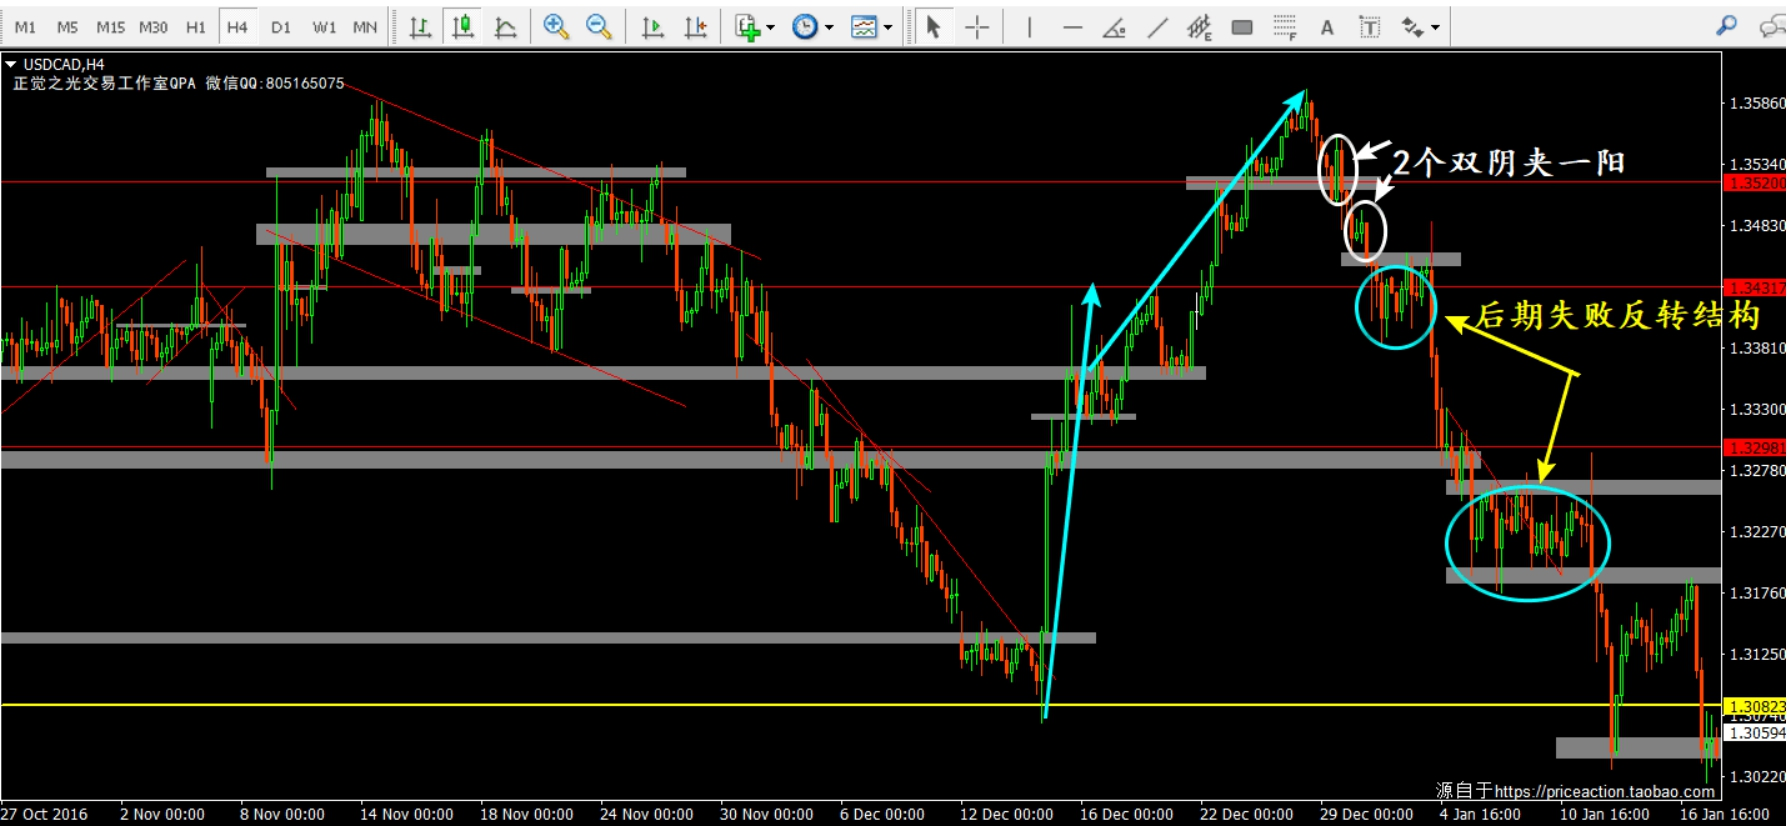 M1 M5 M15 M30 H1 H4 D1 W1 MN
E F A T
USDCAD,H4
正觉之光交易工作室QPA 微信QQ:805165075
2个双阴夹一阳
后期失败反转结构
1.35860
1.35340
1.35200
1.34830
1.34317
1.33810
1.33300
1.32981
1.32780
1.32270
1.31760
1.31250
1.30823
1.30740
1.30594
1.30220
源自于https://priceaction.taobao.com
27 Oct 2016 2 Nov 00:00 8 Nov 00:00 14 Nov 00:00 18 Nov 00:00 24 Nov 00:00 30 Nov 00:00 6 Dec 00:00 12 Dec 00:00 16 Dec 00:00 22 Dec 00:00 29 Dec 00:00 4 Jan 16:00 10 Jan 16:00 16 Jan 16:00